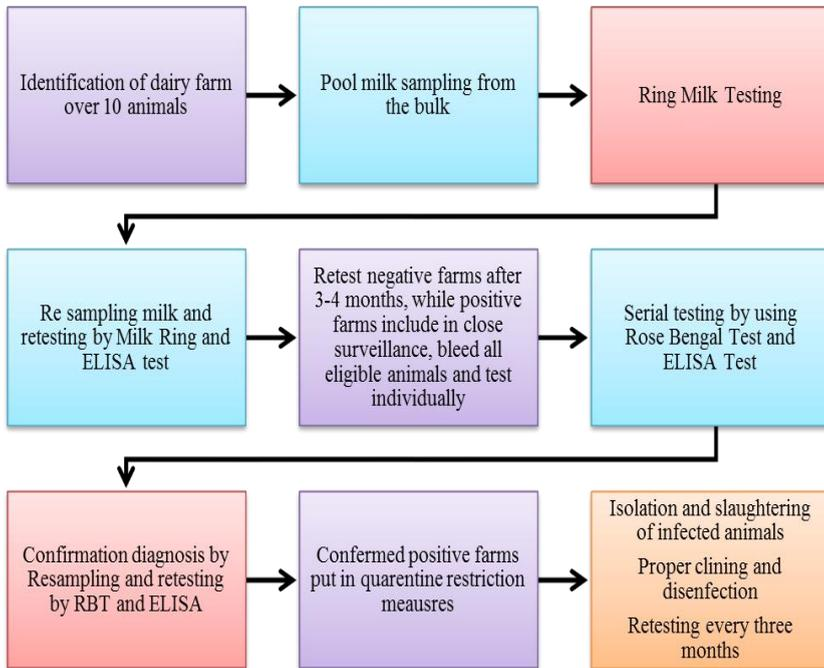 Identification of dairy farm
over 10 animals
Pool milk sampling from
the bulk
Ring Milk Testing
Re sampling milk and
retesting by Milk Ring and
ELISA test
Retest negative farms after
3-4 months, while positive
farms include in close
surveillance, bleed all
eligible animals and test
individually
Serial testing by using
Rose Bengal Test and
ELISA Test
Confirmation diagnosis by
Resampling and retesting
by RBT and ELISA
Confermed positive farms
put in quarentine restriction
meausres
Isolation and slaughtering
of infected animals
Proper clining and
disenfection
Retesting every three
months